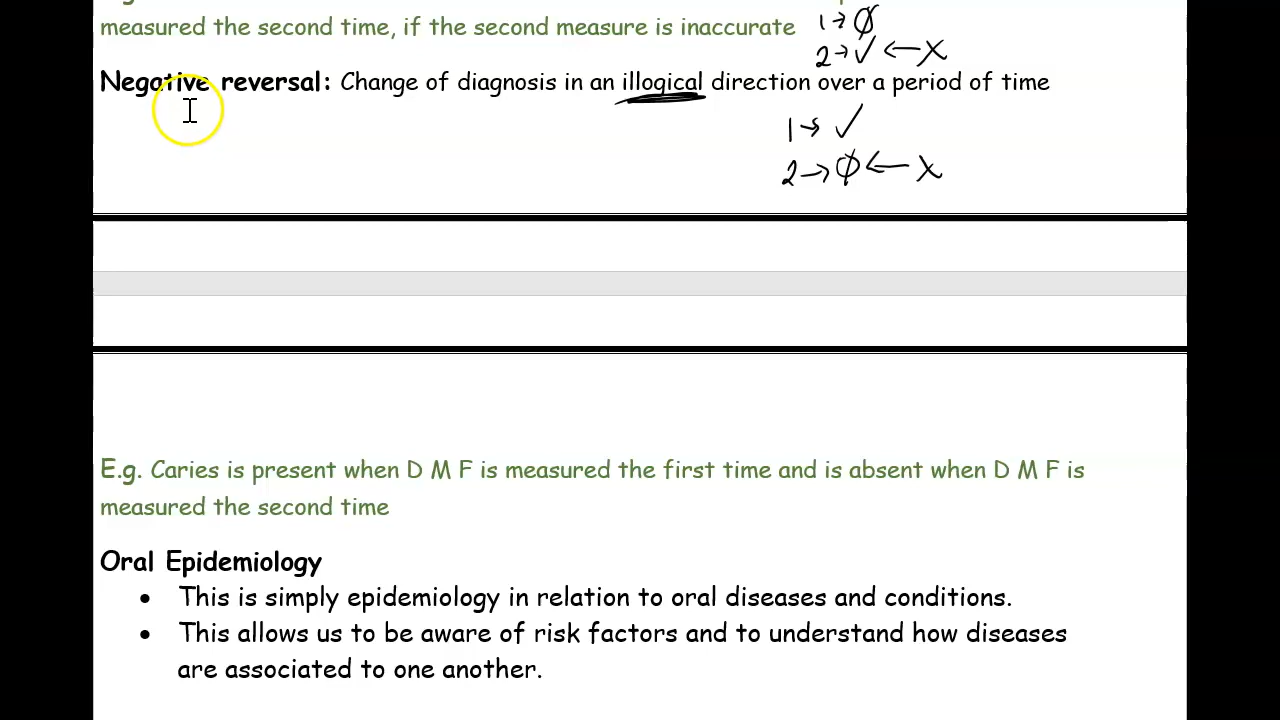 measured the second time, if the second measure is inaccurate
1→∅
2→✓ ←X
Negative reversal: Change of diagnosis in an illogical direction over a period of time
1→ ✓
2→∅←X
E.g. Caries is present when D M F is measured the first time and is absent when D M F is
measured the second time
Oral Epidemiology
• This is simply epidemiology in relation to oral diseases and conditions.
• This allows us to be aware of risk factors and to understand how diseases
are associated to one another.